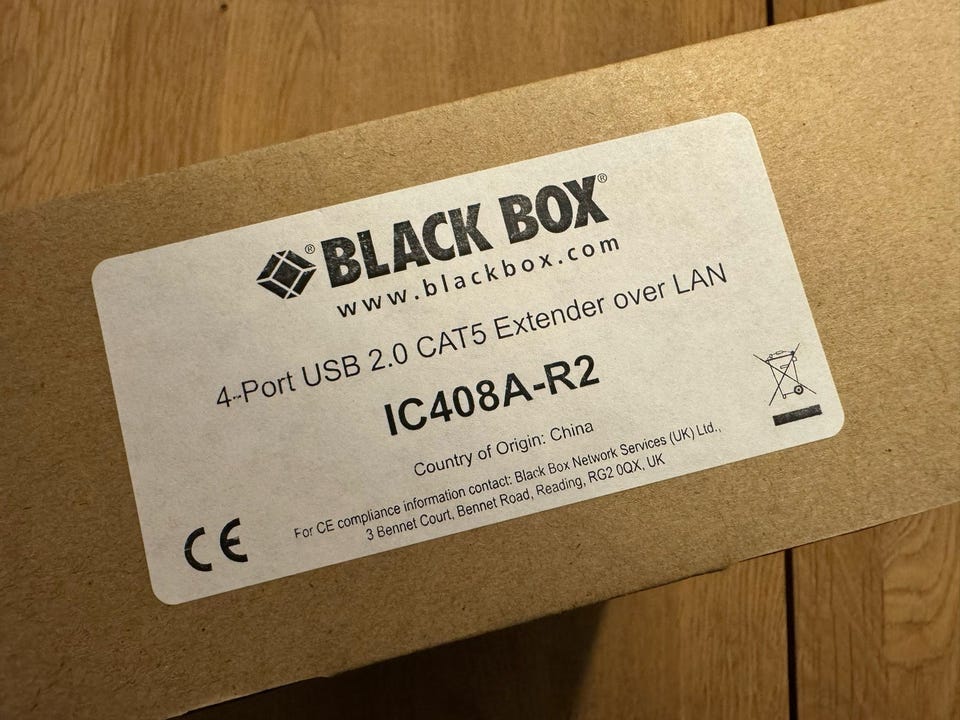 BLACK BOX®
www.blackbox.com
4-Port USB 2.0 CAT5 Extender over LAN
IC408A-R2
Country of Origin: China
For CE compliance information contact: Black Box Network Services (UK) Ltd.,
3 Bennet Court, Bennet Road, Reading, RG2 0QX, UK
CE